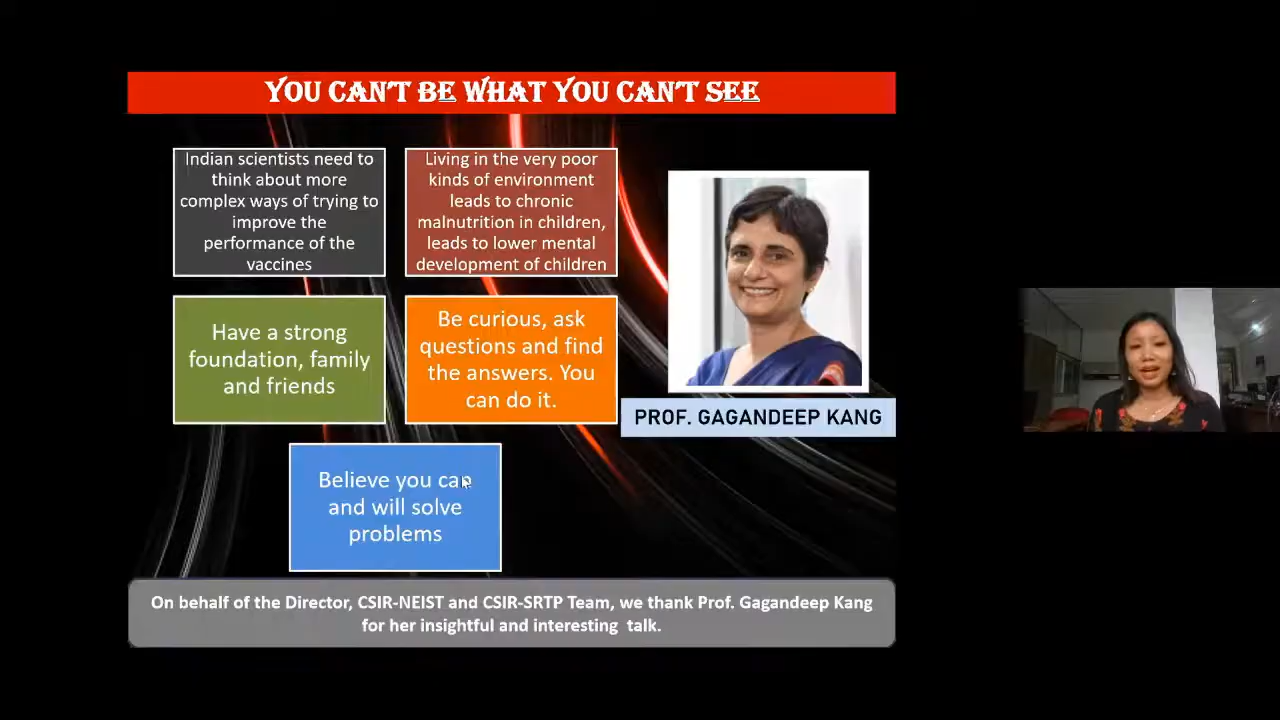 YOU CAN'T BE WHAT YOU CAN'T SEE
Indian scientists need to
think about more
complex ways of trying to
improve the
performance of the
vaccines
Living in the very poor
kinds of environment
leads to chronic
malnutrition in children,
leads to lower mental
development of children
Have a strong
foundation, family
and friends
Be curious, ask
questions and find
the answers. You
can do it.
PROF. GAGANDEEP KANG
Believe you can
and will solve
problems
On behalf of the Director, CSIR-NEIST and CSIR-SRTP Team, we thank Prof. Gagandeep Kang
for her insightful and interesting talk.